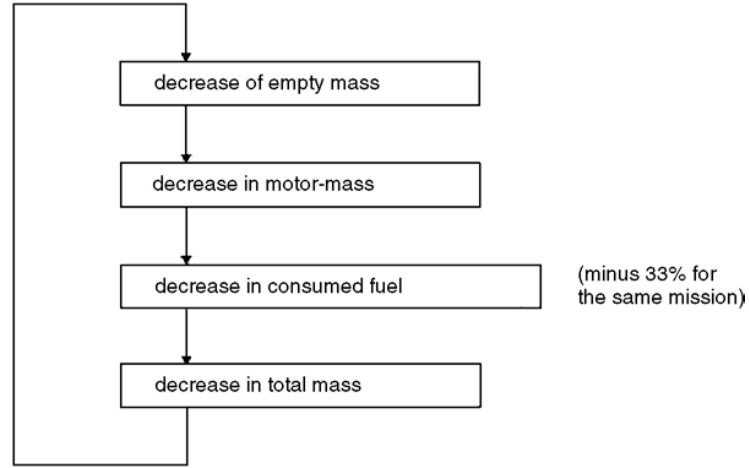 decrease of empty mass
decrease in motor-mass
decrease in consumed fuel
(minus 33% for
the same mission)
decrease in total mass